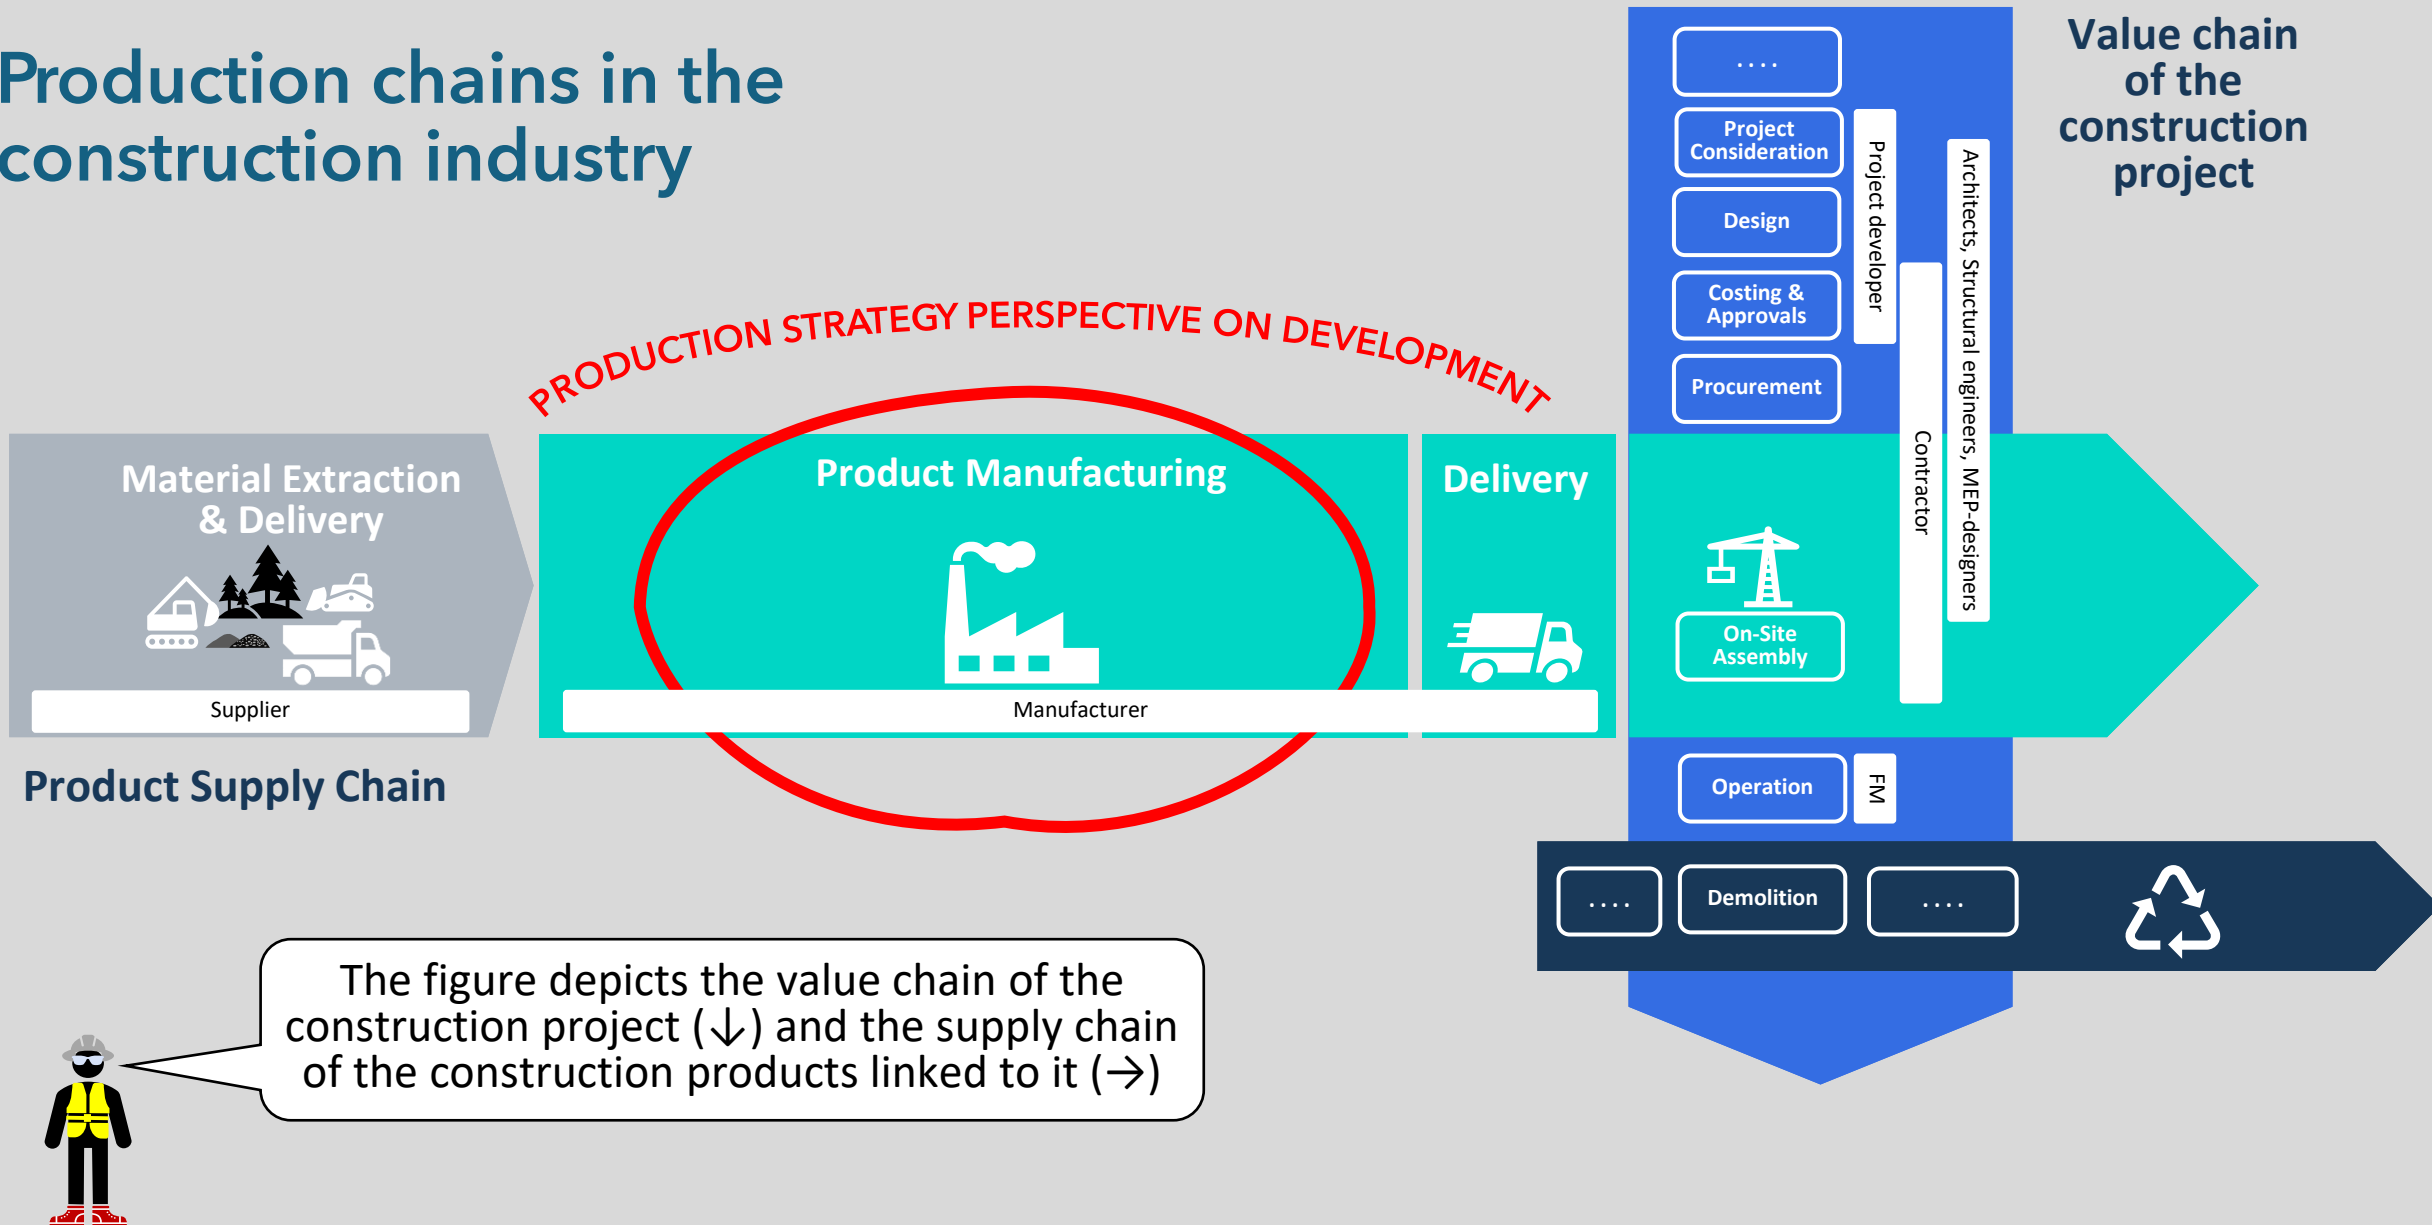 Production chains in the
construction industry
Value chain
of the
construction
project
. . . .
Project
Consideration
Design
Costing &
Approvals
Procurement
Project developer
Architects, Structural engineers, MEP-designers
Contractor
PRODUCTION STRATEGY PERSPECTIVE ON DEVELOPMENT
Material Extraction
& Delivery
Supplier
Product Manufacturing
Manufacturer
Delivery
On-Site
Assembly
Product Supply Chain
Operation
FM
. . . .
Demolition
. . . .
The figure depicts the value chain of the
construction project (↓) and the supply chain
of the construction products linked to it (→)